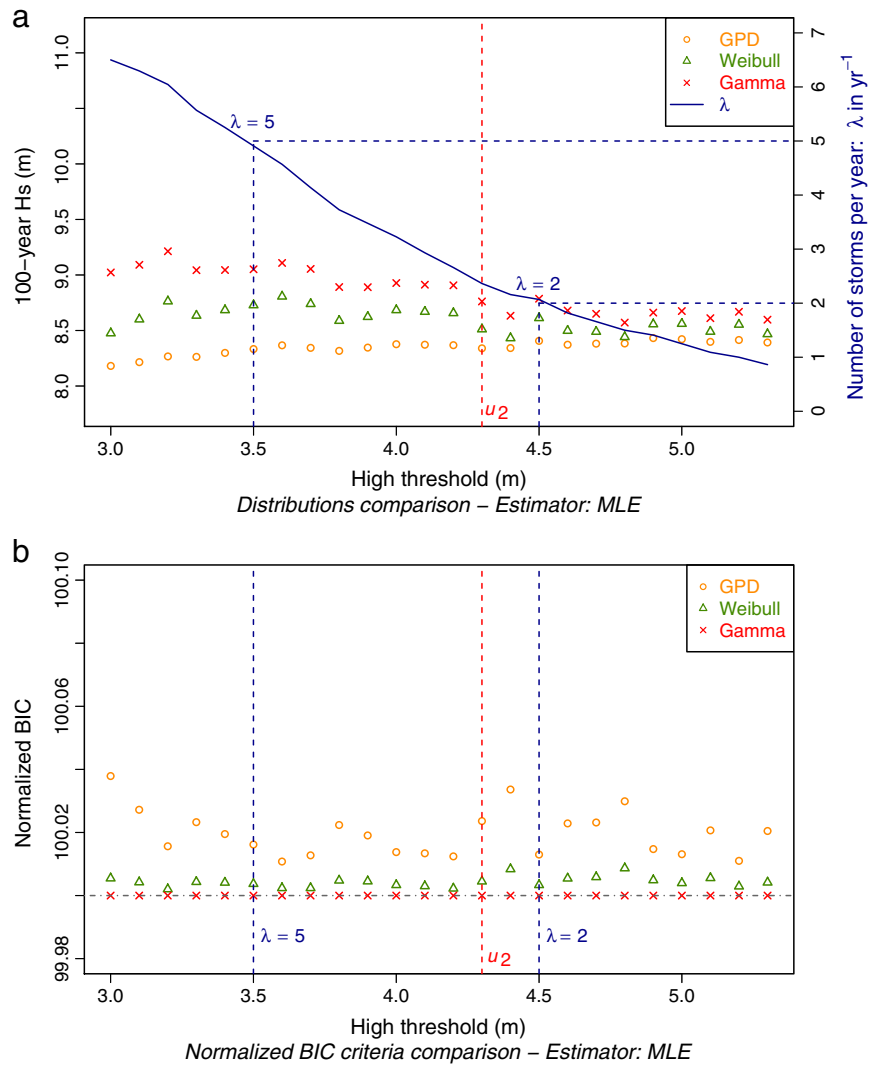 a
100−year Hs (m)
11.0
10.0
9.5
9.0
8.5
8.0
GPD
Weibull
Gamma
λ
λ = 5
λ = 2
u2
7
6
5
4
3
2
1
0
Number of storms per year: λ in yr−1
3.0 3.5 4.0 4.5 5.0
High threshold (m)
Distributions comparison − Estimator: MLE
b
Normalized BIC
100.10
100.06
100.02
99.98
GPD
Weibull
Gamma
λ = 5
u2
λ = 2
3.0 3.5 4.0 4.5 5.0
High threshold (m)
Normalized BIC criteria comparison − Estimator: MLE